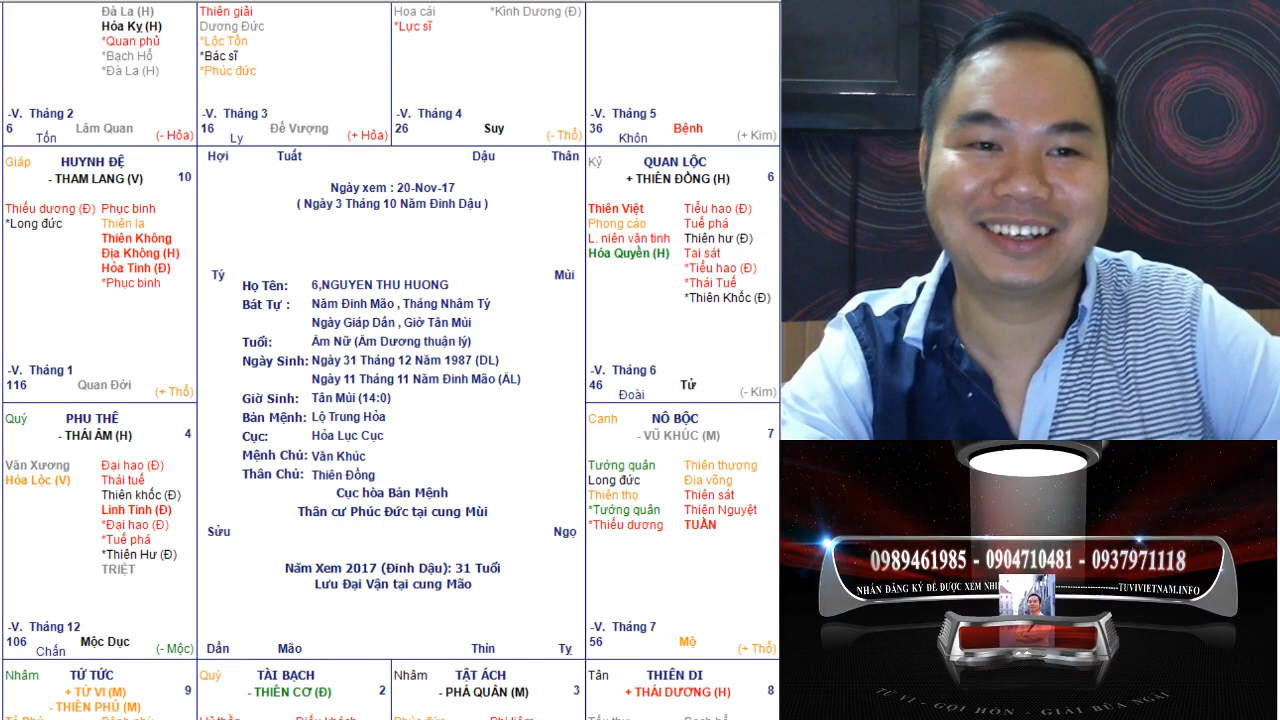 Đà La (H)
Hóa Kỵ (H)
*Quan phủ
*Bạch Hổ
*Đà La (H)
-V. Tháng 2
6
Tốn
Lâm Quan
(- Hỏa)
Thiên giải
Dương Đức
*Lộc Tồn
*Bác sĩ
*Phúc đức
-V. Tháng 3
16
Ly
Đế Vượng
(+ Hỏa)
Hoa cái
*Kình Dương (Đ)
*Lực sĩ
-V. Tháng 4
26
Suy
(- Thổ)
-V. Tháng 5
36
Khôn
Bệnh
(+ Kim)
Giáp
HUYNH ĐỆ
- THAM LANG (V)
10
Thiếu dương (Đ)
*Long đức
Phục binh
Thiên la
Thiên Không
Địa Không (H)
Hỏa Tinh (Đ)
*Phục binh
-V. Tháng 1
116
Quan Đới
(+ Thổ)
Hợi
Tuất
Dậu
Thân
Ngày xem : 20-Nov-17
( Ngày 3 Tháng 10 Năm Đinh Dậu )
Tý
Mùi
Họ Tên: 6,NGUYEN THU HUONG
Bát Tự : Năm Đinh Mão , Tháng Nhâm Tý
Ngày Giáp Dần , Giờ Tân Mùi
Tuổi: Âm Nữ (Âm Dương thuận lý)
Ngày Sinh: Ngày 31 Tháng 12 Năm 1987 (DL)
Ngày 11 Tháng 11 Năm Đinh Mão (ÂL)
Giờ Sinh: Tân Mùi (14:0)
Bản Mệnh: Lộ Trung Hỏa
Cục: Hỏa Lục Cục
Mệnh Chủ: Văn Khúc
Thân Chủ: Thiên Đồng
Cục hòa Bản Mệnh
Thân cư Phúc Đức tại cung Mùi
Sửu
Ngọ
Năm Xem 2017 (Đinh Dậu): 31 Tuổi
Lưu Đại Vận tại cung Mão
Dần
Mão
Thìn
Tỵ
Kỷ
QUAN LỘC
+ THIÊN ĐỒNG (H)
6
Thiên Việt
Phong cáo
L. niên văn tinh
Hóa Quyền (H)
Tiểu hao (Đ)
Tuế phá
Thiên hư (Đ)
Tai sát
*Tiểu hao (Đ)
*Thái Tuế
*Thiên Khốc (Đ)
-V. Tháng 6
46
Đoài
Tử
(- Kim)
Quý
PHU THÊ
- THÁI ÂM (H)
4
Văn Xương
Hóa Lộc (V)
Đại hao (Đ)
Thái tuế
Thiên khốc (Đ)
Linh Tinh (Đ)
*Đại hao (Đ)
*Tuế phá
*Thiên Hư (Đ)
TRIỆT
-V. Tháng 12
106
Chấn
Mộc Dục
(- Mộc)
Canh
NÔ BỘC
- VŨ KHÚC (M)
7
Tướng quân
Long đức
Thiên thọ
*Tướng quân
*Thiếu dương
Thiên thương
Địa võng
Thiên sát
Thiên Nguyệt
TUẦN
-V. Tháng 7
56
Mộ
(+ Thổ)
Nhâm
TỬ TỨC
+ TỬ VI (M)
- THIÊN PHỦ (M)
9
Quý
TÀI BẠCH
- THIÊN CƠ (Đ)
2
Nhâm
TẬT ÁCH
- PHÁ QUÂN (M)
3
Tân
THIÊN DI
+ THÁI DƯƠNG (H)
8
0989461985 - 0904710481 - 0937971118
NHẤN ĐĂNG KÝ ĐỂ ĐƯỢC XEM
TUVIVIETNAM.INFO
TỬ VI - GỌI HỒN - GIẢI BÙA NGẢI